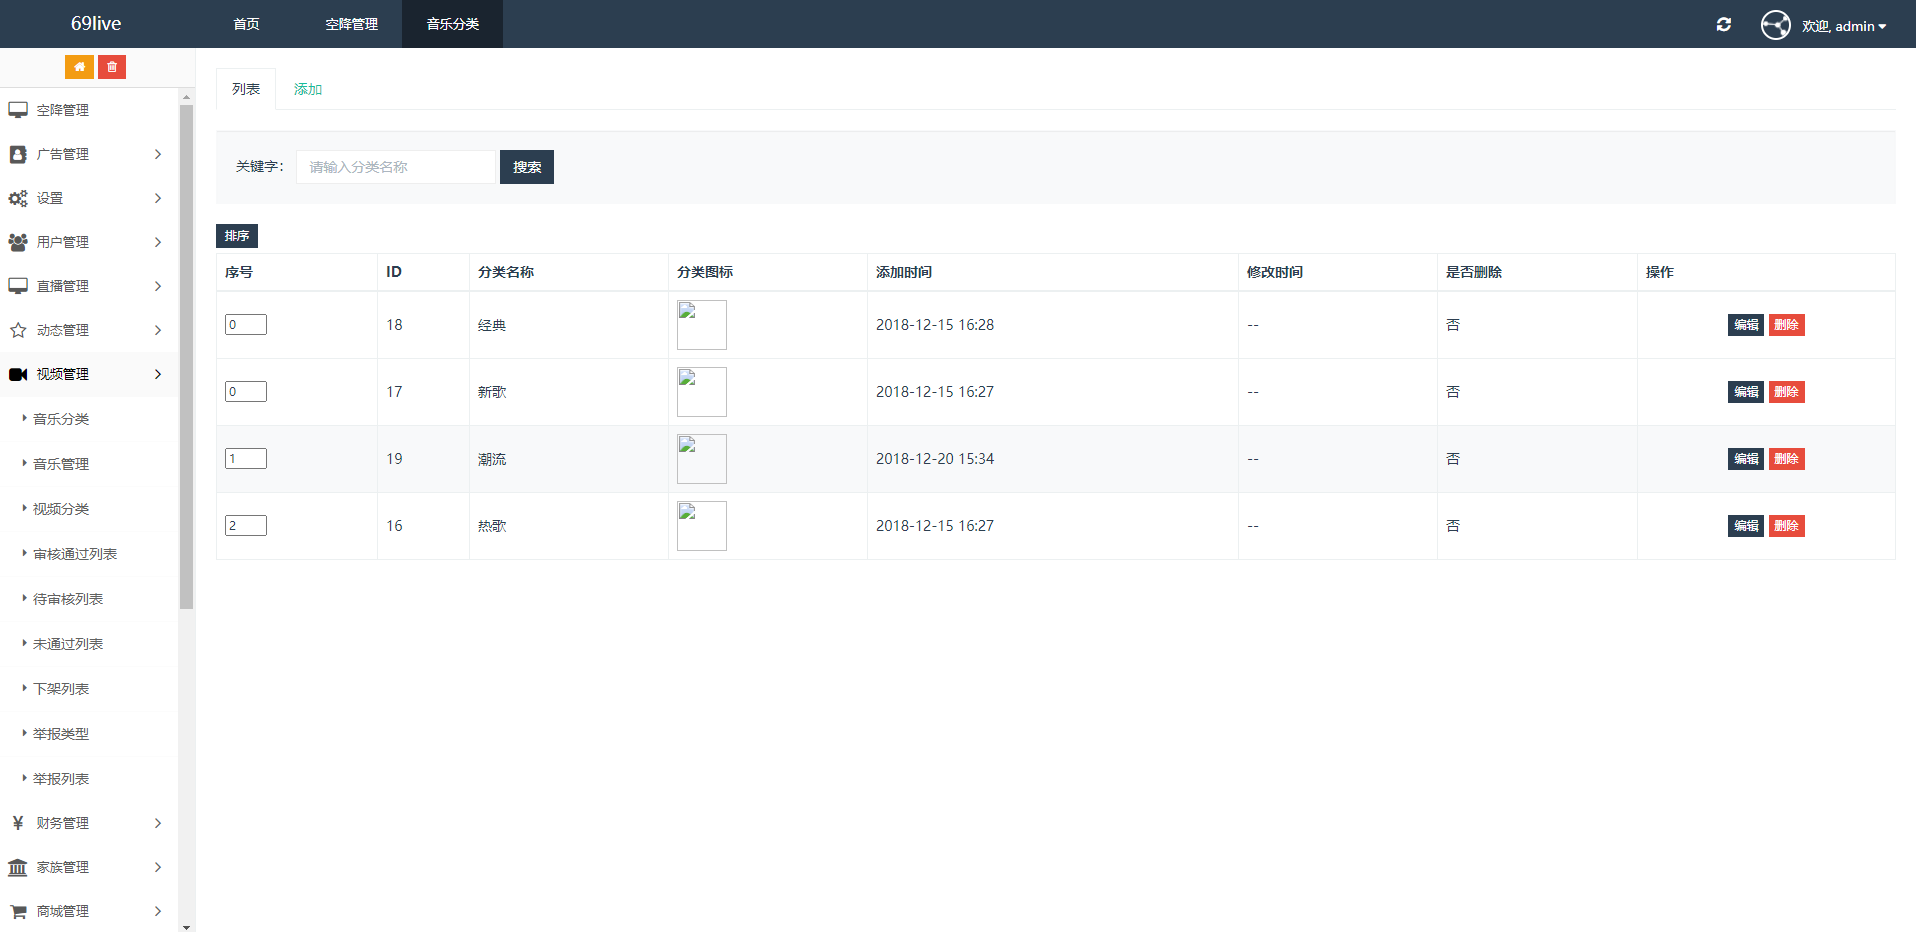 69live 首页 空降管理 音乐分类 欢迎, admin
列表 添加
空降管理
广告管理
设置
用户管理
直播管理
动态管理
视频管理
音乐分类
音乐管理
视频分类
审核通过列表
待审核列表
未通过列表
下架列表
举报类型
举报列表
¥ 财务管理
家族管理
商城管理
关键字: 请输入分类名称 搜索
排序
序号 ID 分类名称 分类图标 添加时间 修改时间 是否删除 操作
0 18 经典 2018-12-15 16:28 -- 否 编辑 删除
0 17 新歌 2018-12-15 16:27 -- 否 编辑 删除
1 19 潮流 2018-12-20 15:34 -- 否 编辑 删除
2 16 热歌 2018-12-15 16:27 -- 否 编辑 删除